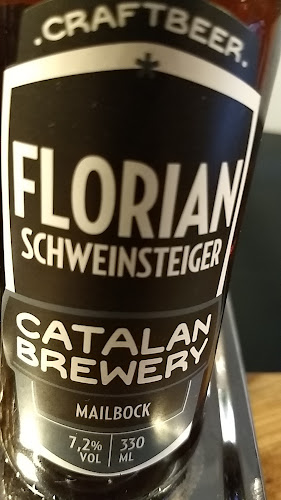 .CRAFTBEER.
FLORIAN
SCHWEINSTEIGER
CATALAN
BREWERY
MAILBOCK
7,2% 330
VOL ML